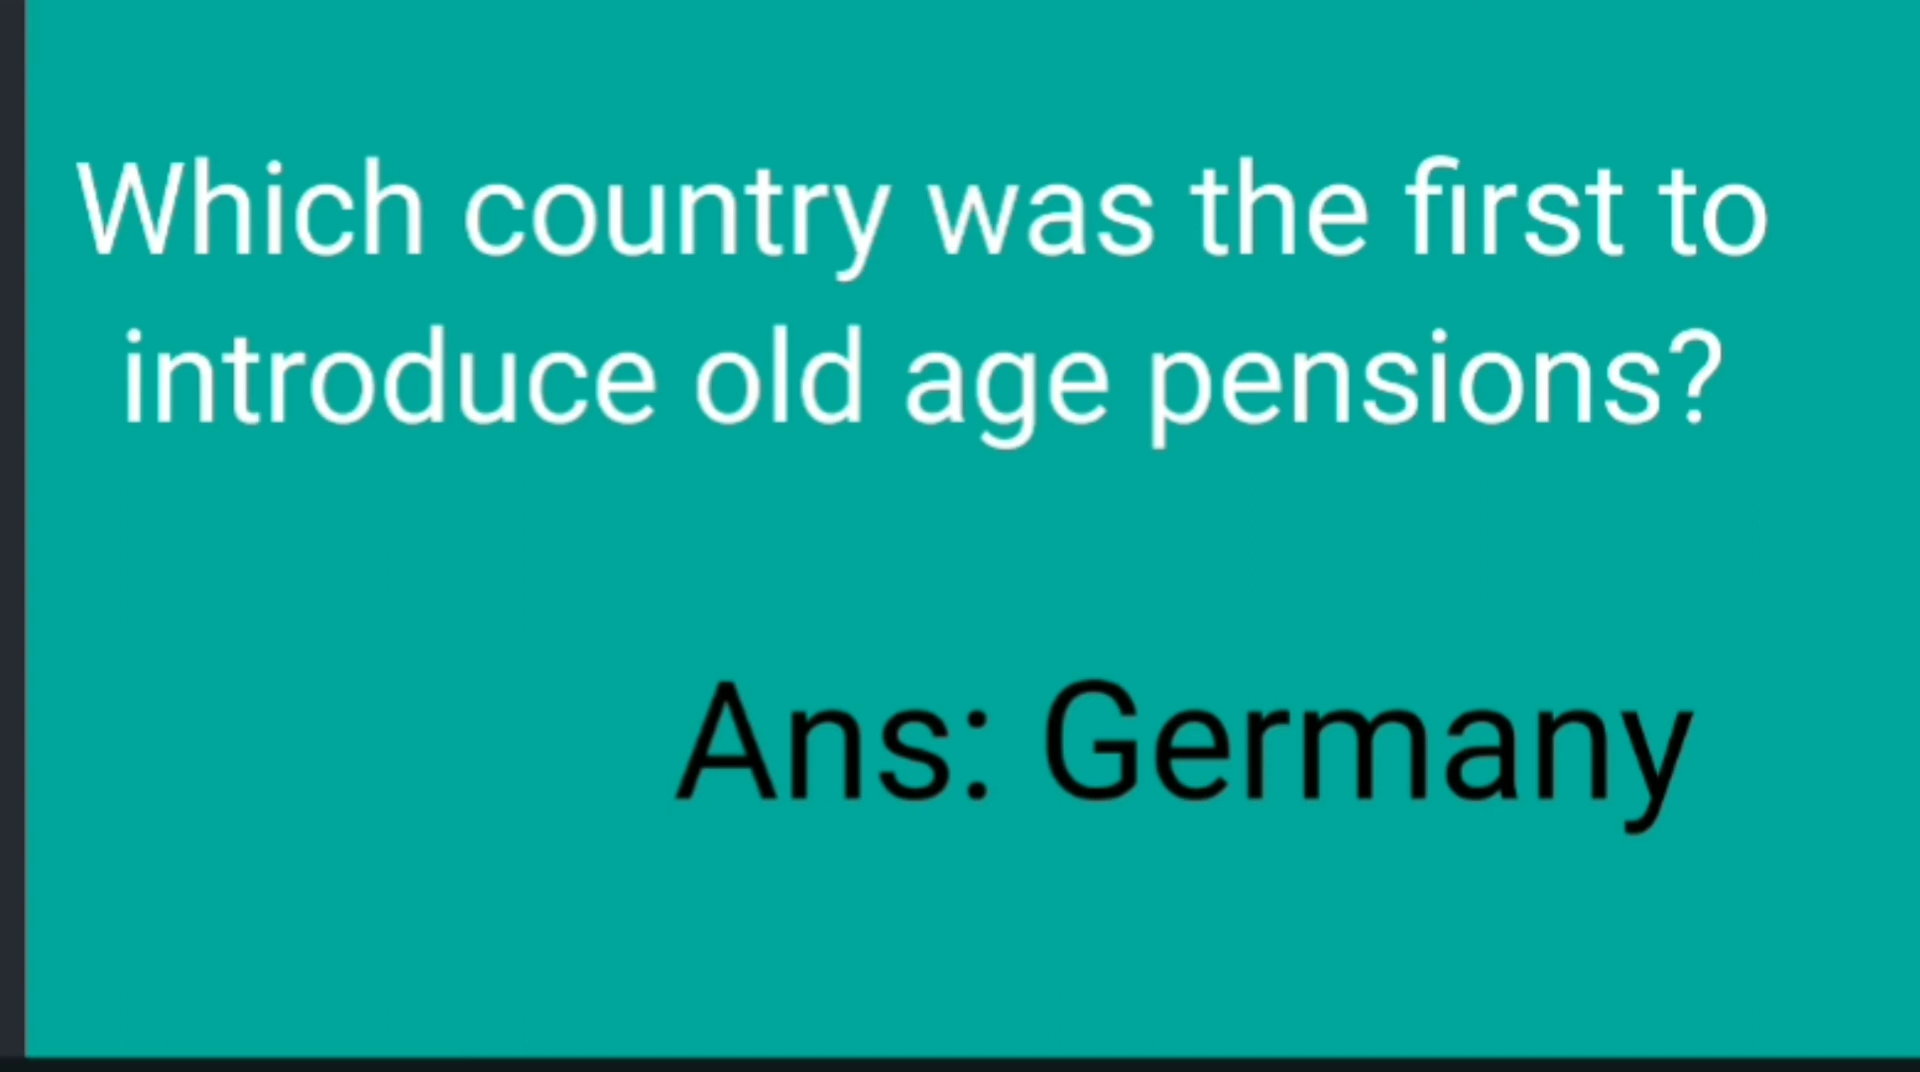 Which country was the first to
introduce old age pensions?
Ans: Germany